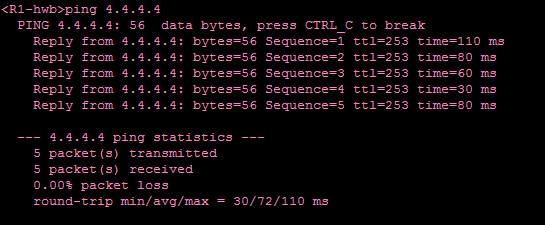 <R1-hwb>ping 4.4.4.4
PING 4.4.4.4: 56  data bytes, press CTRL_C to break
Reply from 4.4.4.4: bytes=56 Sequence=1 ttl=253 time=110 ms
Reply from 4.4.4.4: bytes=56 Sequence=2 ttl=253 time=80 ms
Reply from 4.4.4.4: bytes=56 Sequence=3 ttl=253 time=60 ms
Reply from 4.4.4.4: bytes=56 Sequence=4 ttl=253 time=30 ms
Reply from 4.4.4.4: bytes=56 Sequence=5 ttl=253 time=80 ms
--- 4.4.4.4 ping statistics ---
5 packet(s) transmitted
5 packet(s) received
0.00% packet loss
round-trip min/avg/max = 30/72/110 ms